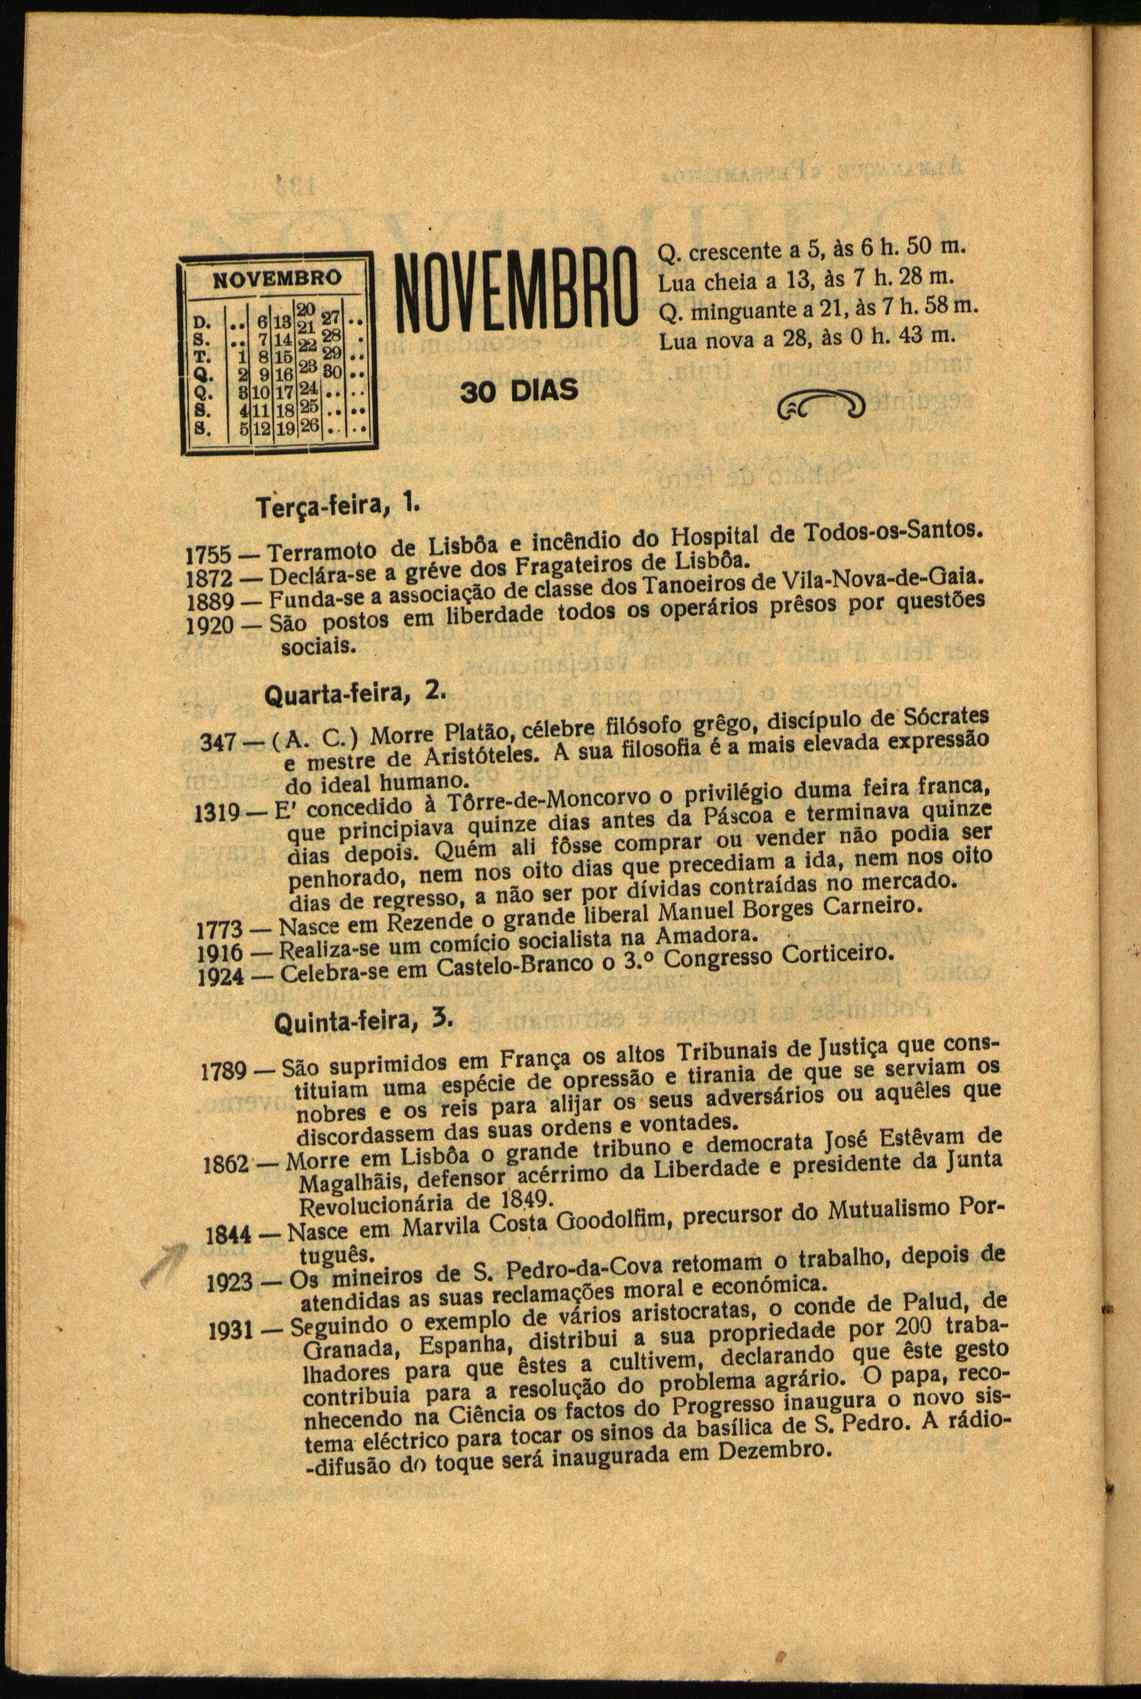 NOVEMBRO
D. .. 6 13 20 27 ..
S. .. 7 14 21 28 .
T. 1 8 15 22 29 ..
Q. 2 9 16 23 30 ..
Q. 3 10 17 24 .. ..
S. 4 11 18 25 .. ..
S. 5 12 19 26 .. ..
NOVEMBRO
30 DIAS
Q. crescente a 5, às 6 h. 50 m.
Lua cheia a 13, às 7 h. 28 m.
Q. minguante a 21, às 7 h. 58 m.
Lua nova a 28, às 0 h. 43 m.
Terça-feira, 1.
1755 — Terramoto de Lisbôa e incêndio do Hospital de Todos-os-Santos.
1872 — Declára-se a gréve dos Fragateiros de Lisbôa.
1889 — Funda-se a associação de classe dos Tanoeiros de Vila-Nova-de-Gaia.
1920 — São postos em liberdade todos os operários prêsos por questões
sociais.
Quarta-feira, 2.
347 — (A. C.) Morre Platão, célebre filósofo grêgo, discípulo de Sócrates
e mestre de Aristóteles. A sua filosofia é a mais elevada expressão
do ideal humano.
1319 — E' concedido à Tôrre-de-Moncorvo o privilégio duma feira franca,
que principiava quinze dias antes da Páscoa e terminava quinze
dias depois. Quém ali fôsse comprar ou vender não podia ser
penhorado, nem nos oito dias que precediam a ida, nem nos oito
dias de regresso, a não ser por dívidas contraídas no mercado.
1773 — Nasce em Rezende o grande liberal Manuel Borges Carneiro.
1916 — Realiza-se um comício socialista na Amadora.
1924 — Celebra-se em Castelo-Branco o 3.º Congresso Corticeiro.
Quinta-feira, 3.
1789 — São suprimidos em França os altos Tribunais de Justiça que cons-
tituiam uma espécie de opressão e tirania de que se serviam os
nobres e os reis para alijar os seus adversários ou aquêles que
discordassem das suas ordens e vontades.
1862 — Morre em Lisbôa o grande tribuno e democrata José Estêvam de
Magalhãis, defensor acérrimo da Liberdade e presidente da Junta
Revolucionária de 1849.
1844 — Nasce em Marvila Costa Goodolfim, precursor do Mutualismo Por-
tuguês.
1923 — Os mineiros de S. Pedro-da-Cova retomam o trabalho, depois de
atendidas as suas reclamações moral e económica.
1931 — Seguindo o exemplo de vários aristocratas, o conde de Palud, de
Granada, Espanha, distribui a sua propriedade por 200 traba-
lhadores para que êstes a cultivem, declarando que êste gesto
contribuia para a resolução do problema agrário. O papa, reco-
nhecendo na Ciência os factos do Progresso inaugura o novo sis-
tema eléctrico para tocar os sinos da basílica de S. Pedro. A rádio-
-difusão do toque será inaugurada em Dezembro.